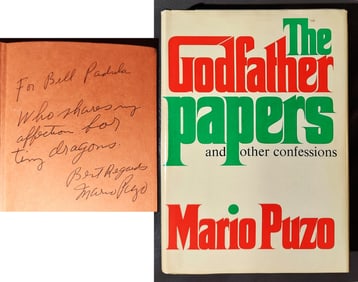 For Bill Padula
Who shares my
affection for
tiny dragons.
Best Regards
Mario Puzo
The
Godfather
papers
and other confessions
Mario Puzo